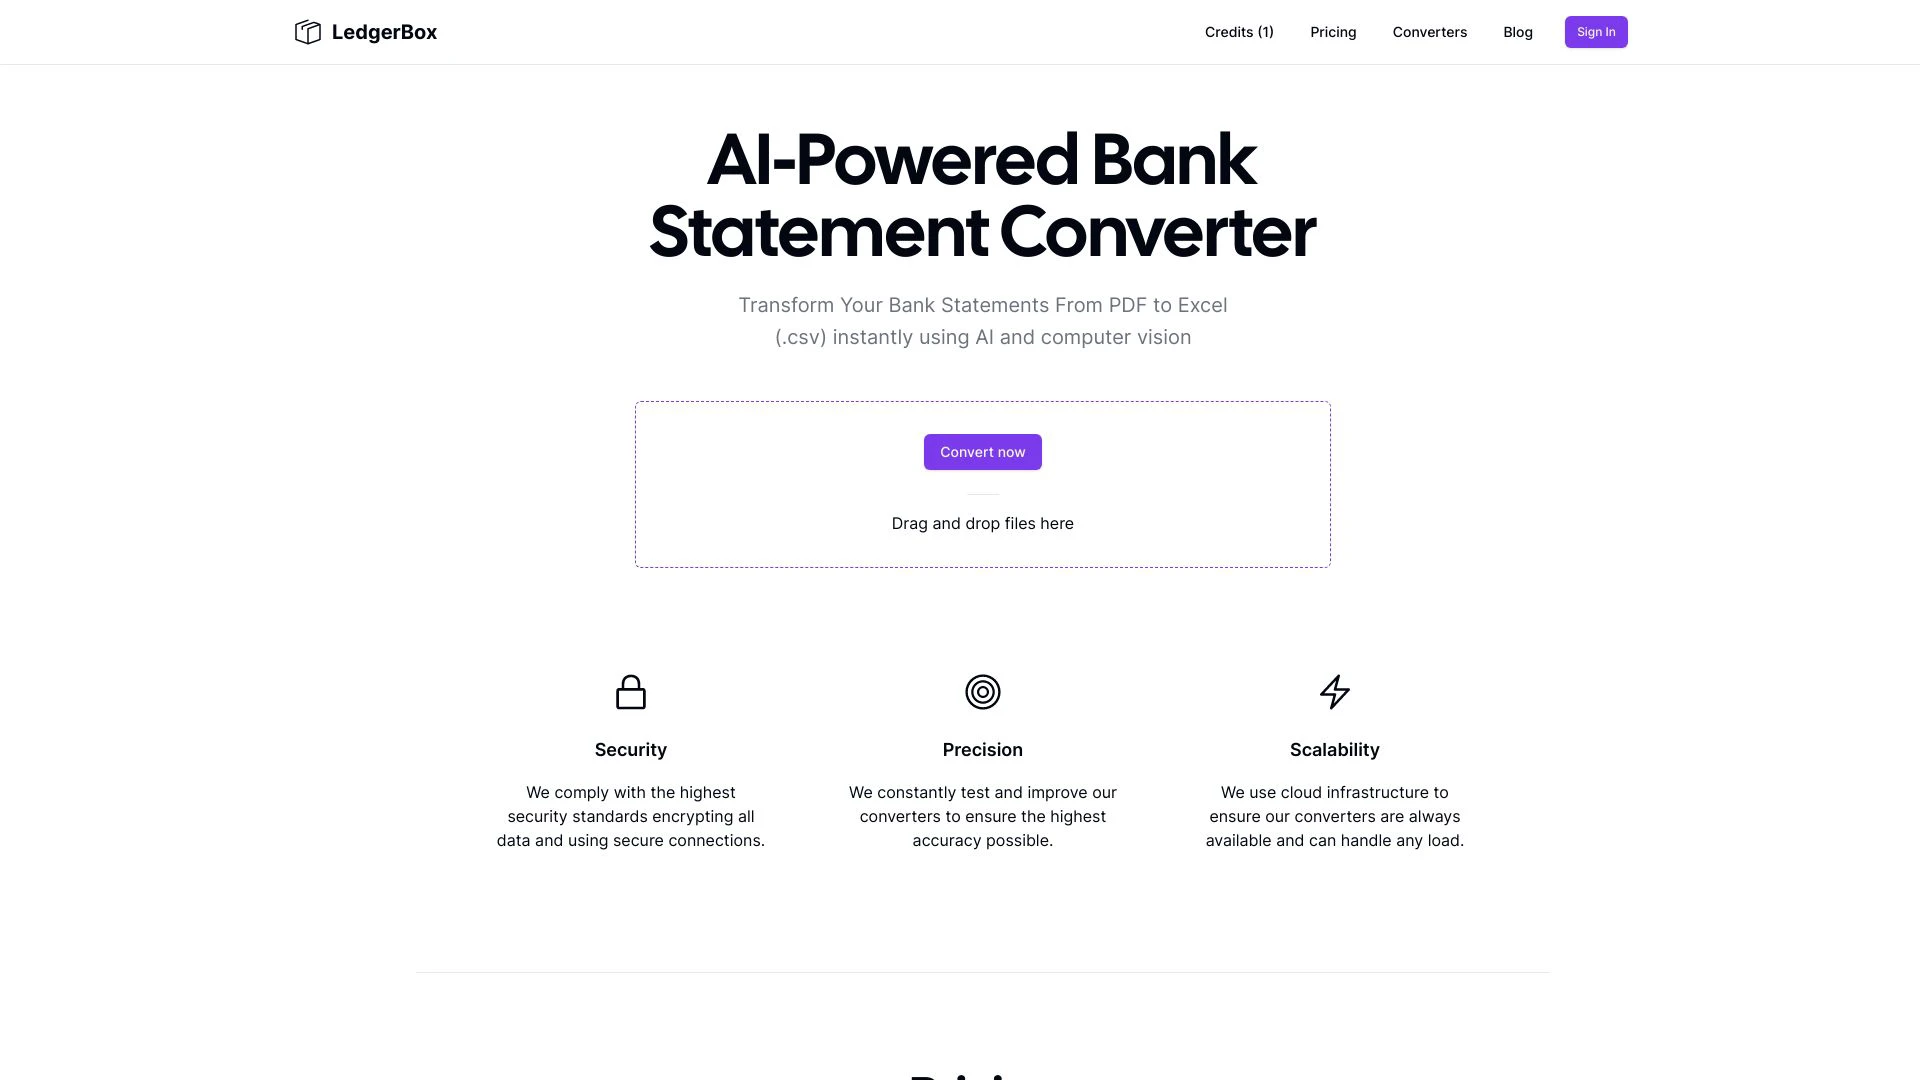 LedgerBox
Credits (1)
Pricing
Converters
Blog
Sign In
AI-Powered Bank
Statement Converter
Transform Your Bank Statements From PDF to Excel
(.csv) instantly using AI and computer vision
Convert now
Drag and drop files here
Security
We comply with the highest
security standards encrypting all
data and using secure connections.
Precision
We constantly test and improve our
converters to ensure the highest
accuracy possible.
Scalability
We use cloud infrastructure to
ensure our converters are always
available and can handle any load.